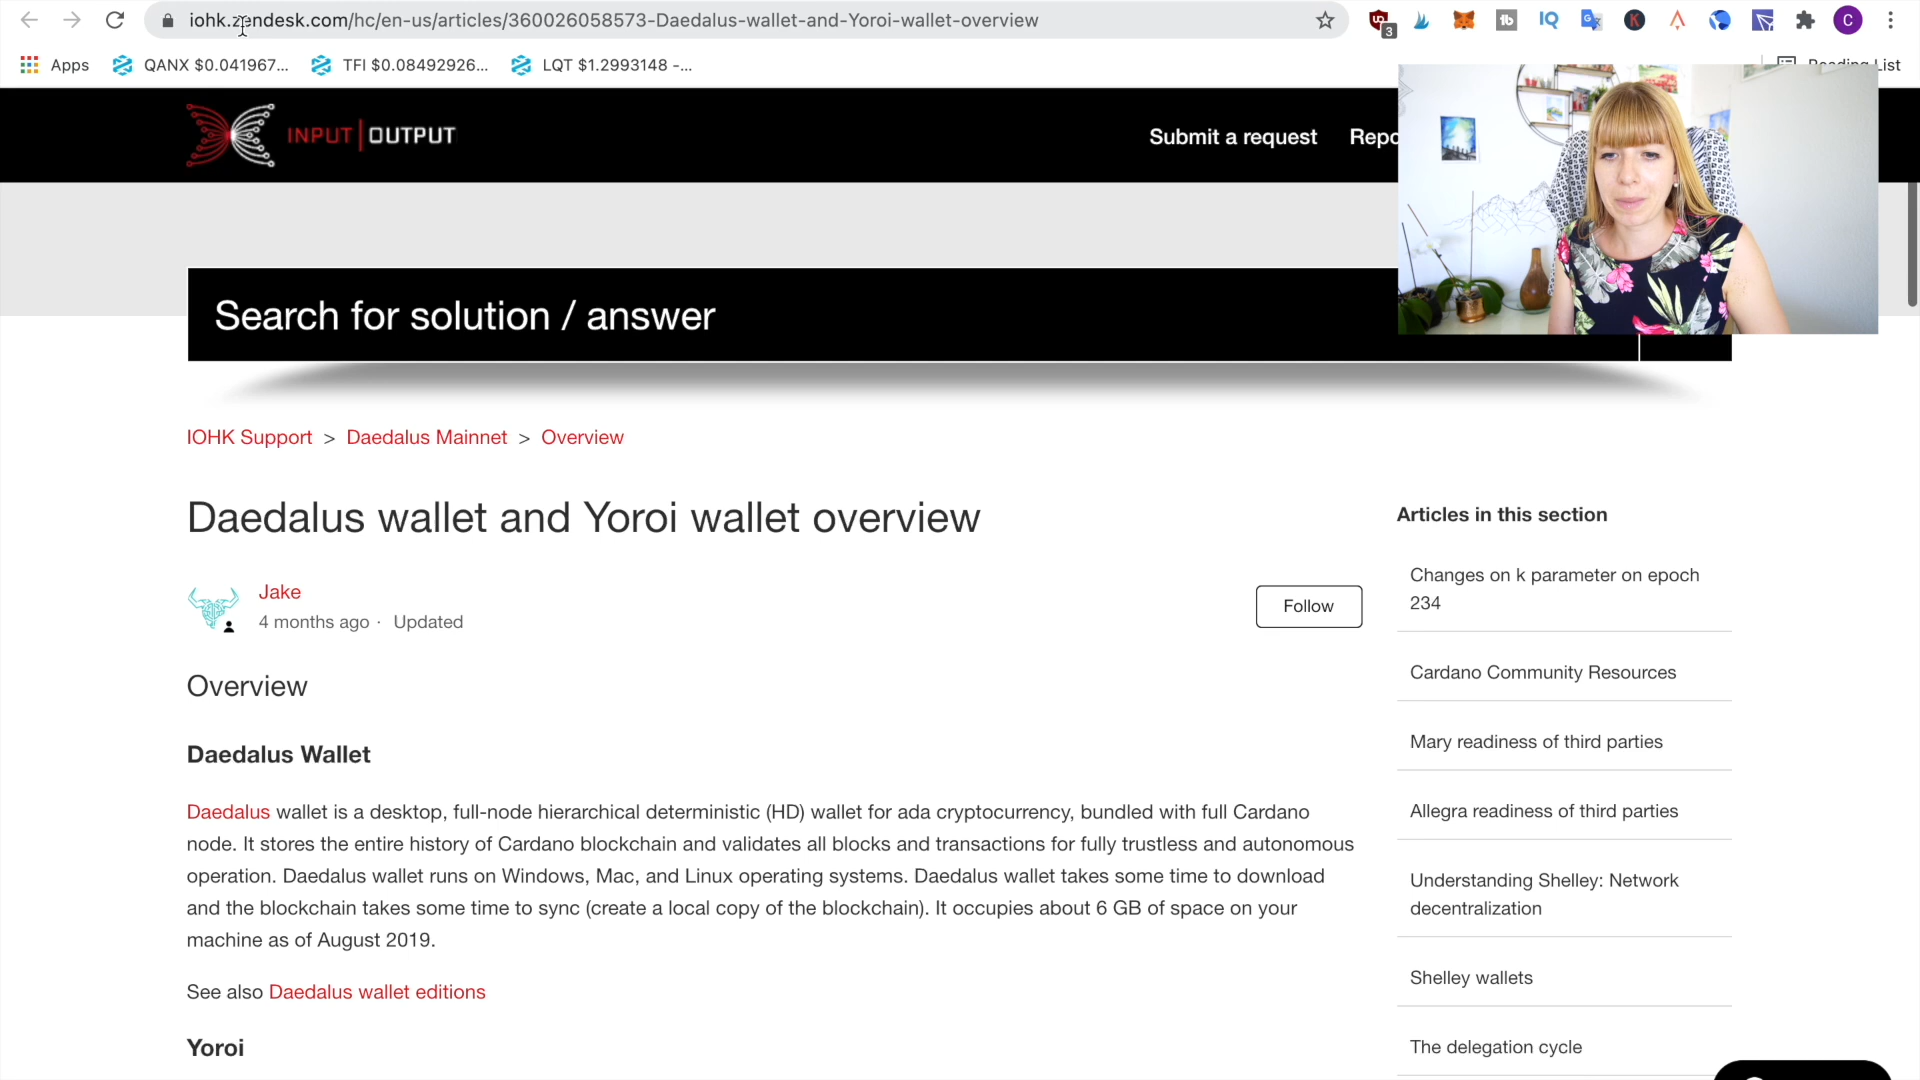 iohk.zendesk.com/hc/en-us/articles/360026058573-Daedalus-wallet-and-Yoroi-wallet-overview
3
C
Apps
QANX $0.041967...
TFI $0.08492926...
LQT $1.2993148 -...
Reading List
INPUT | OUTPUT
Submit a request
Repo
Search for solution / answer
IOHK Support > Daedalus Mainnet > Overview
Daedalus wallet and Yoroi wallet overview
Jake
4 months ago · Updated
Follow
Overview
Daedalus Wallet
Daedalus wallet is a desktop, full-node hierarchical deterministic (HD) wallet for ada cryptocurrency, bundled with full Cardano
node. It stores the entire history of Cardano blockchain and validates all blocks and transactions for fully trustless and autonomous
operation. Daedalus wallet runs on Windows, Mac, and Linux operating systems. Daedalus wallet takes some time to download
and the blockchain takes some time to sync (create a local copy of the blockchain). It occupies about 6 GB of space on your
machine as of August 2019.
See also Daedalus wallet editions
Yoroi
Articles in this section
Changes on k parameter on epoch
234
Cardano Community Resources
Mary readiness of third parties
Allegra readiness of third parties
Understanding Shelley: Network
decentralization
Shelley wallets
The delegation cycle